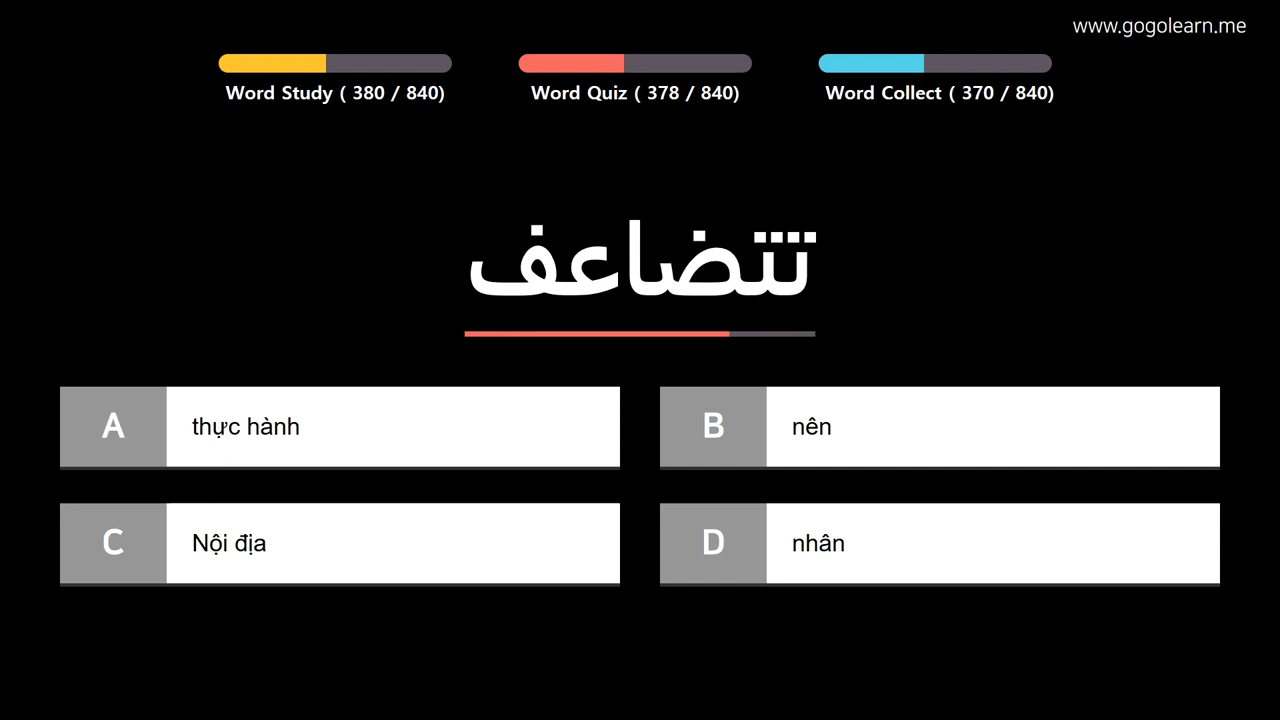 www.gogolearn.me
Word Study ( 380 / 840)
Word Quiz ( 378 / 840)
Word Collect ( 370 / 840)
تتضاعف
A
thực hành
B
nên
C
Nội địa
D
nhân